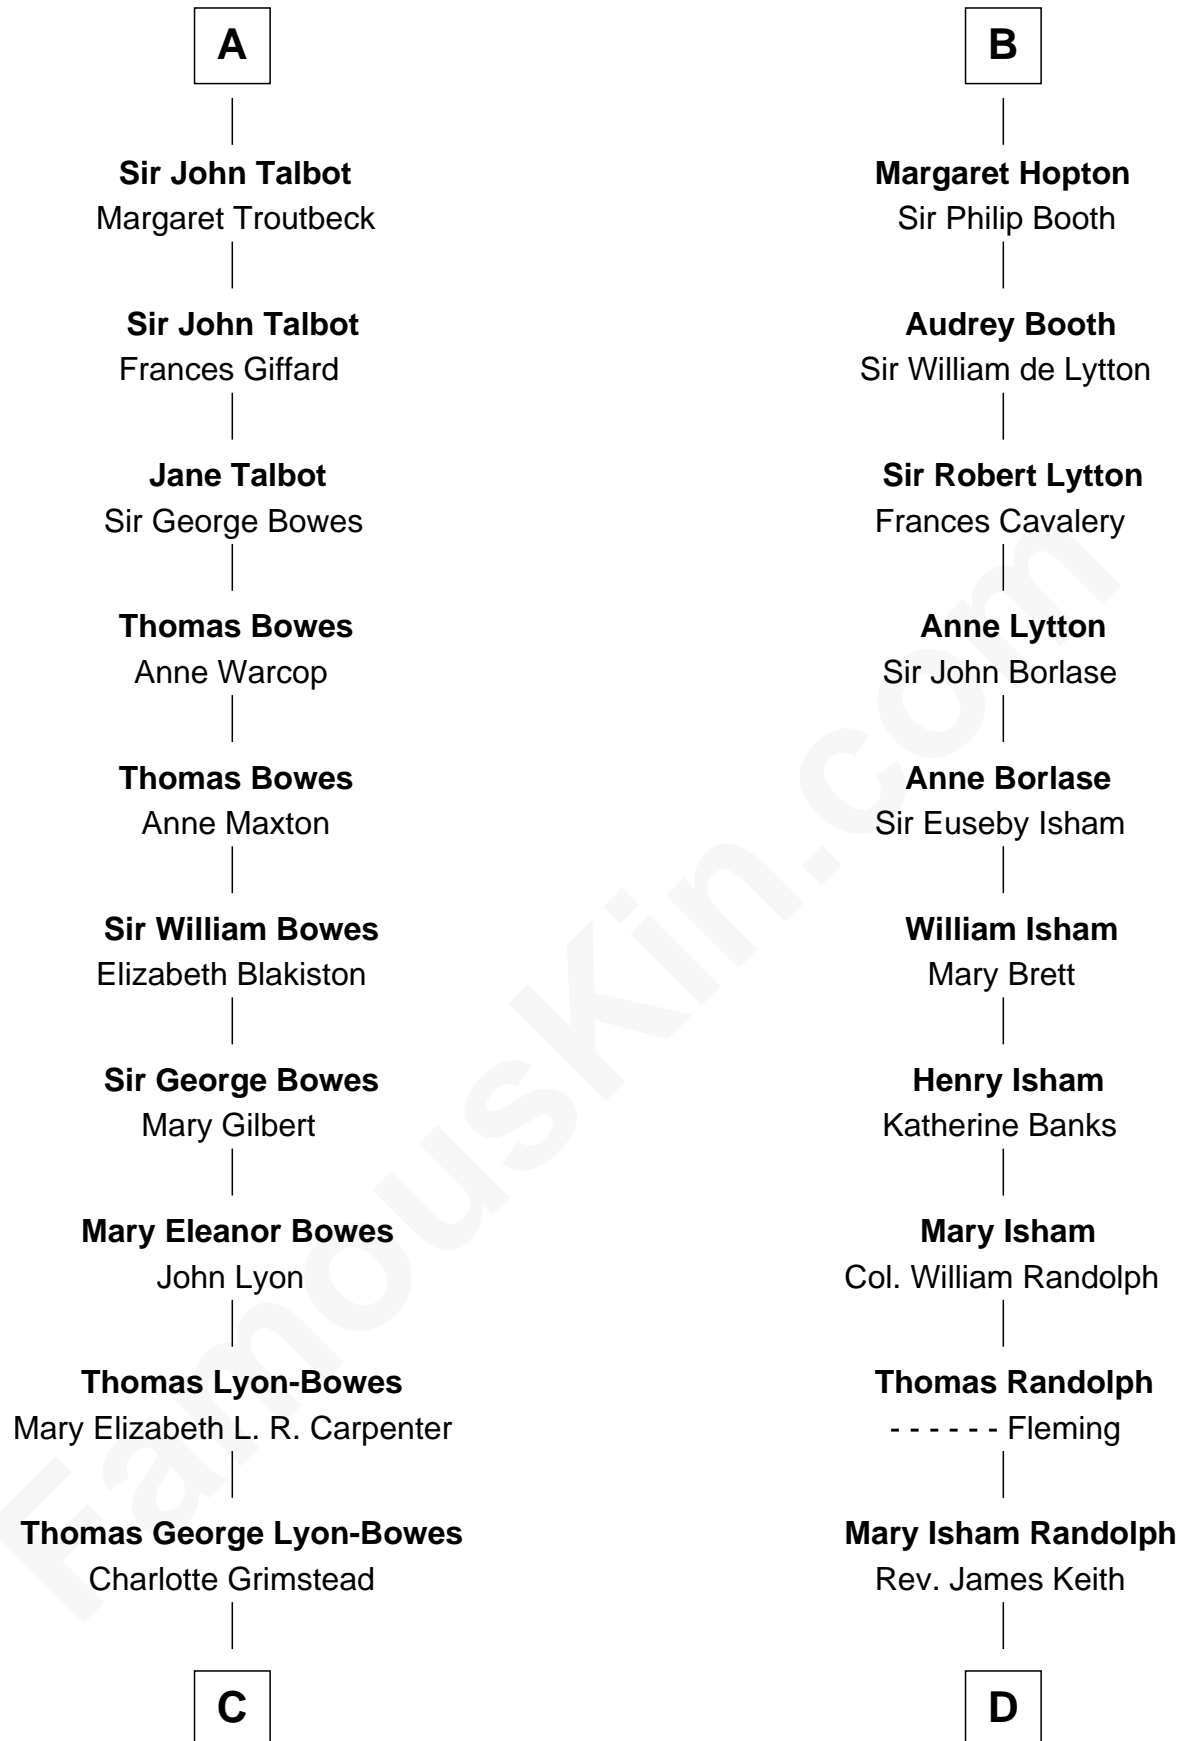 A
Sir John Talbot
Margaret Troutbeck
Sir John Talbot
Frances Giffard
Jane Talbot
Sir George Bowes
Thomas Bowes
Anne Warcop
Thomas Bowes
Anne Maxton
Sir William Bowes
Elizabeth Blakiston
Sir George Bowes
Mary Gilbert
Mary Eleanor Bowes
John Lyon
Thomas Lyon-Bowes
Mary Elizabeth L. R. Carpenter
Thomas George Lyon-Bowes
Charlotte Grimstead
C
B
Margaret Hopton
Sir Philip Booth
Audrey Booth
Sir William de Lytton
Sir Robert Lytton
Frances Cavalery
Anne Lytton
Sir John Borlase
Anne Borlase
Sir Euseby Isham
William Isham
Mary Brett
Henry Isham
Katherine Banks
Mary Isham
Col. William Randolph
Thomas Randolph
- - - - - - Fleming
Mary Isham Randolph
Rev. James Keith
D
FamousKin.com